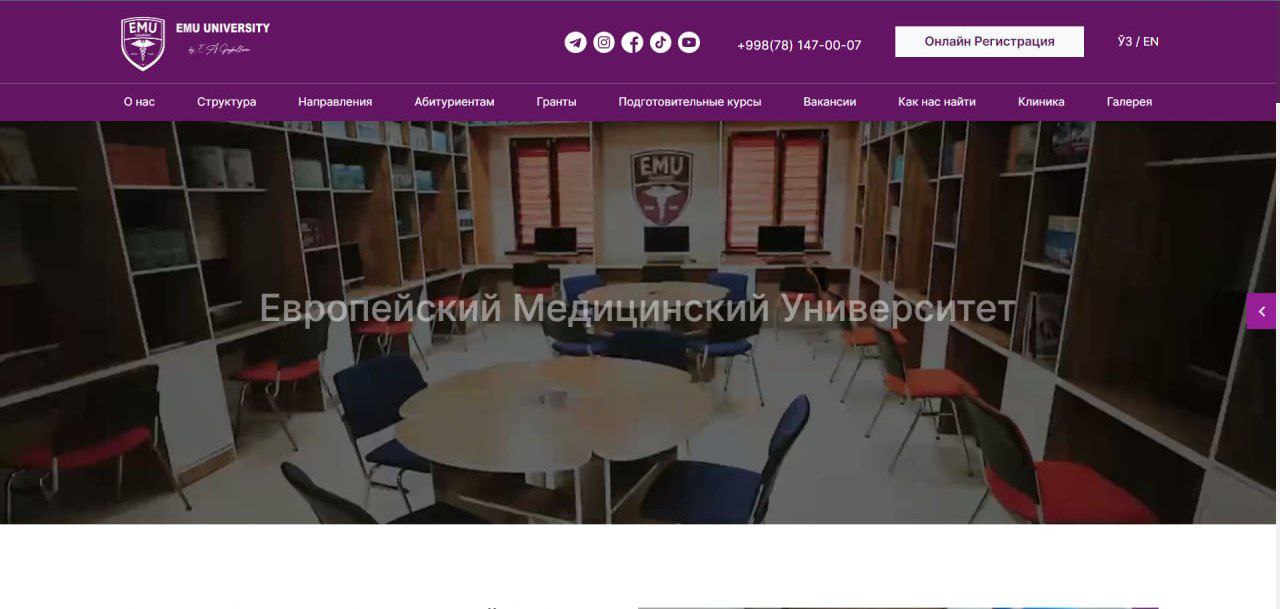 EMU
EMU UNIVERSITY
+998(78) 147-00-07
Онлайн Регистрация
ЎЗ / EN
О нас
Структура
Направления
Абитуриентам
Гранты
Подготовительные курсы
Вакансии
Как нас найти
Клиника
Галерея
EMU
Европейский Медицинский Университет